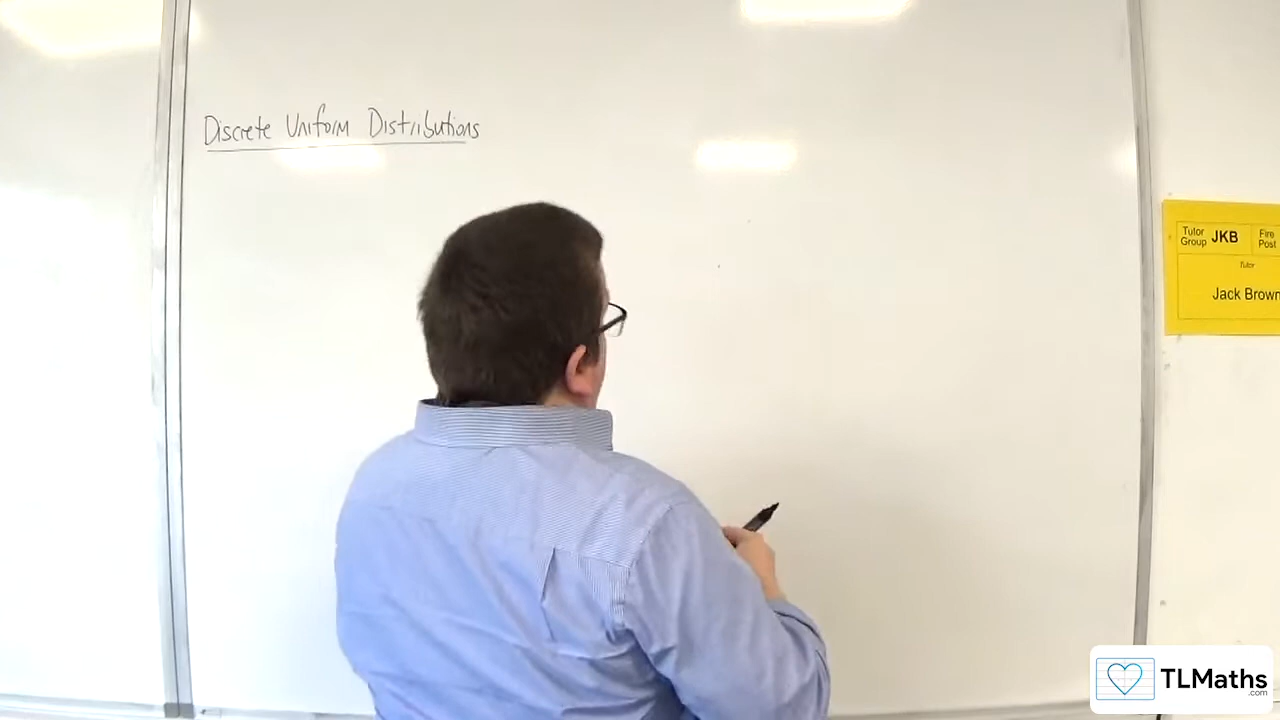 Discrete Uniform Distributions
Tutor Group JKB
Fire Post
Tutor
Jack Brown
TLMaths
.com